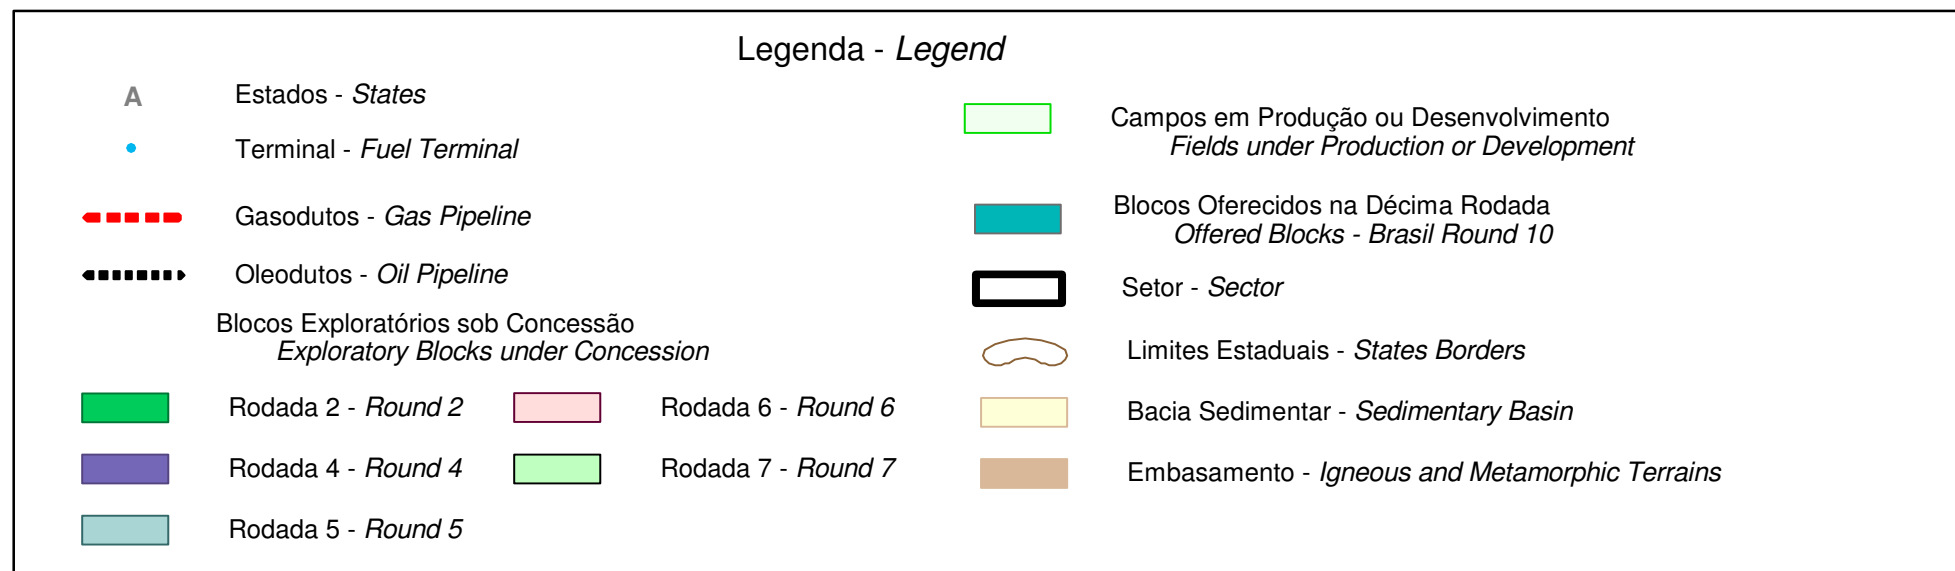 Legenda - Legend
A
Estados - States
Terminal - Fuel Terminal
Gasodutos - Gas Pipeline
Oleodutos - Oil Pipeline
Blocos Exploratórios sob Concessão
Exploratory Blocks under Concession
Rodada 2 - Round 2
Rodada 4 - Round 4
Rodada 5 - Round 5
Rodada 6 - Round 6
Rodada 7 - Round 7
Campos em Produção ou Desenvolvimento
Fields under Production or Development
Blocos Oferecidos na Décima Rodada
Offered Blocks - Brasil Round 10
Setor - Sector
Limites Estaduais - States Borders
Bacia Sedimentar - Sedimentary Basin
Embasamento - Igneous and Metamorphic Terrains